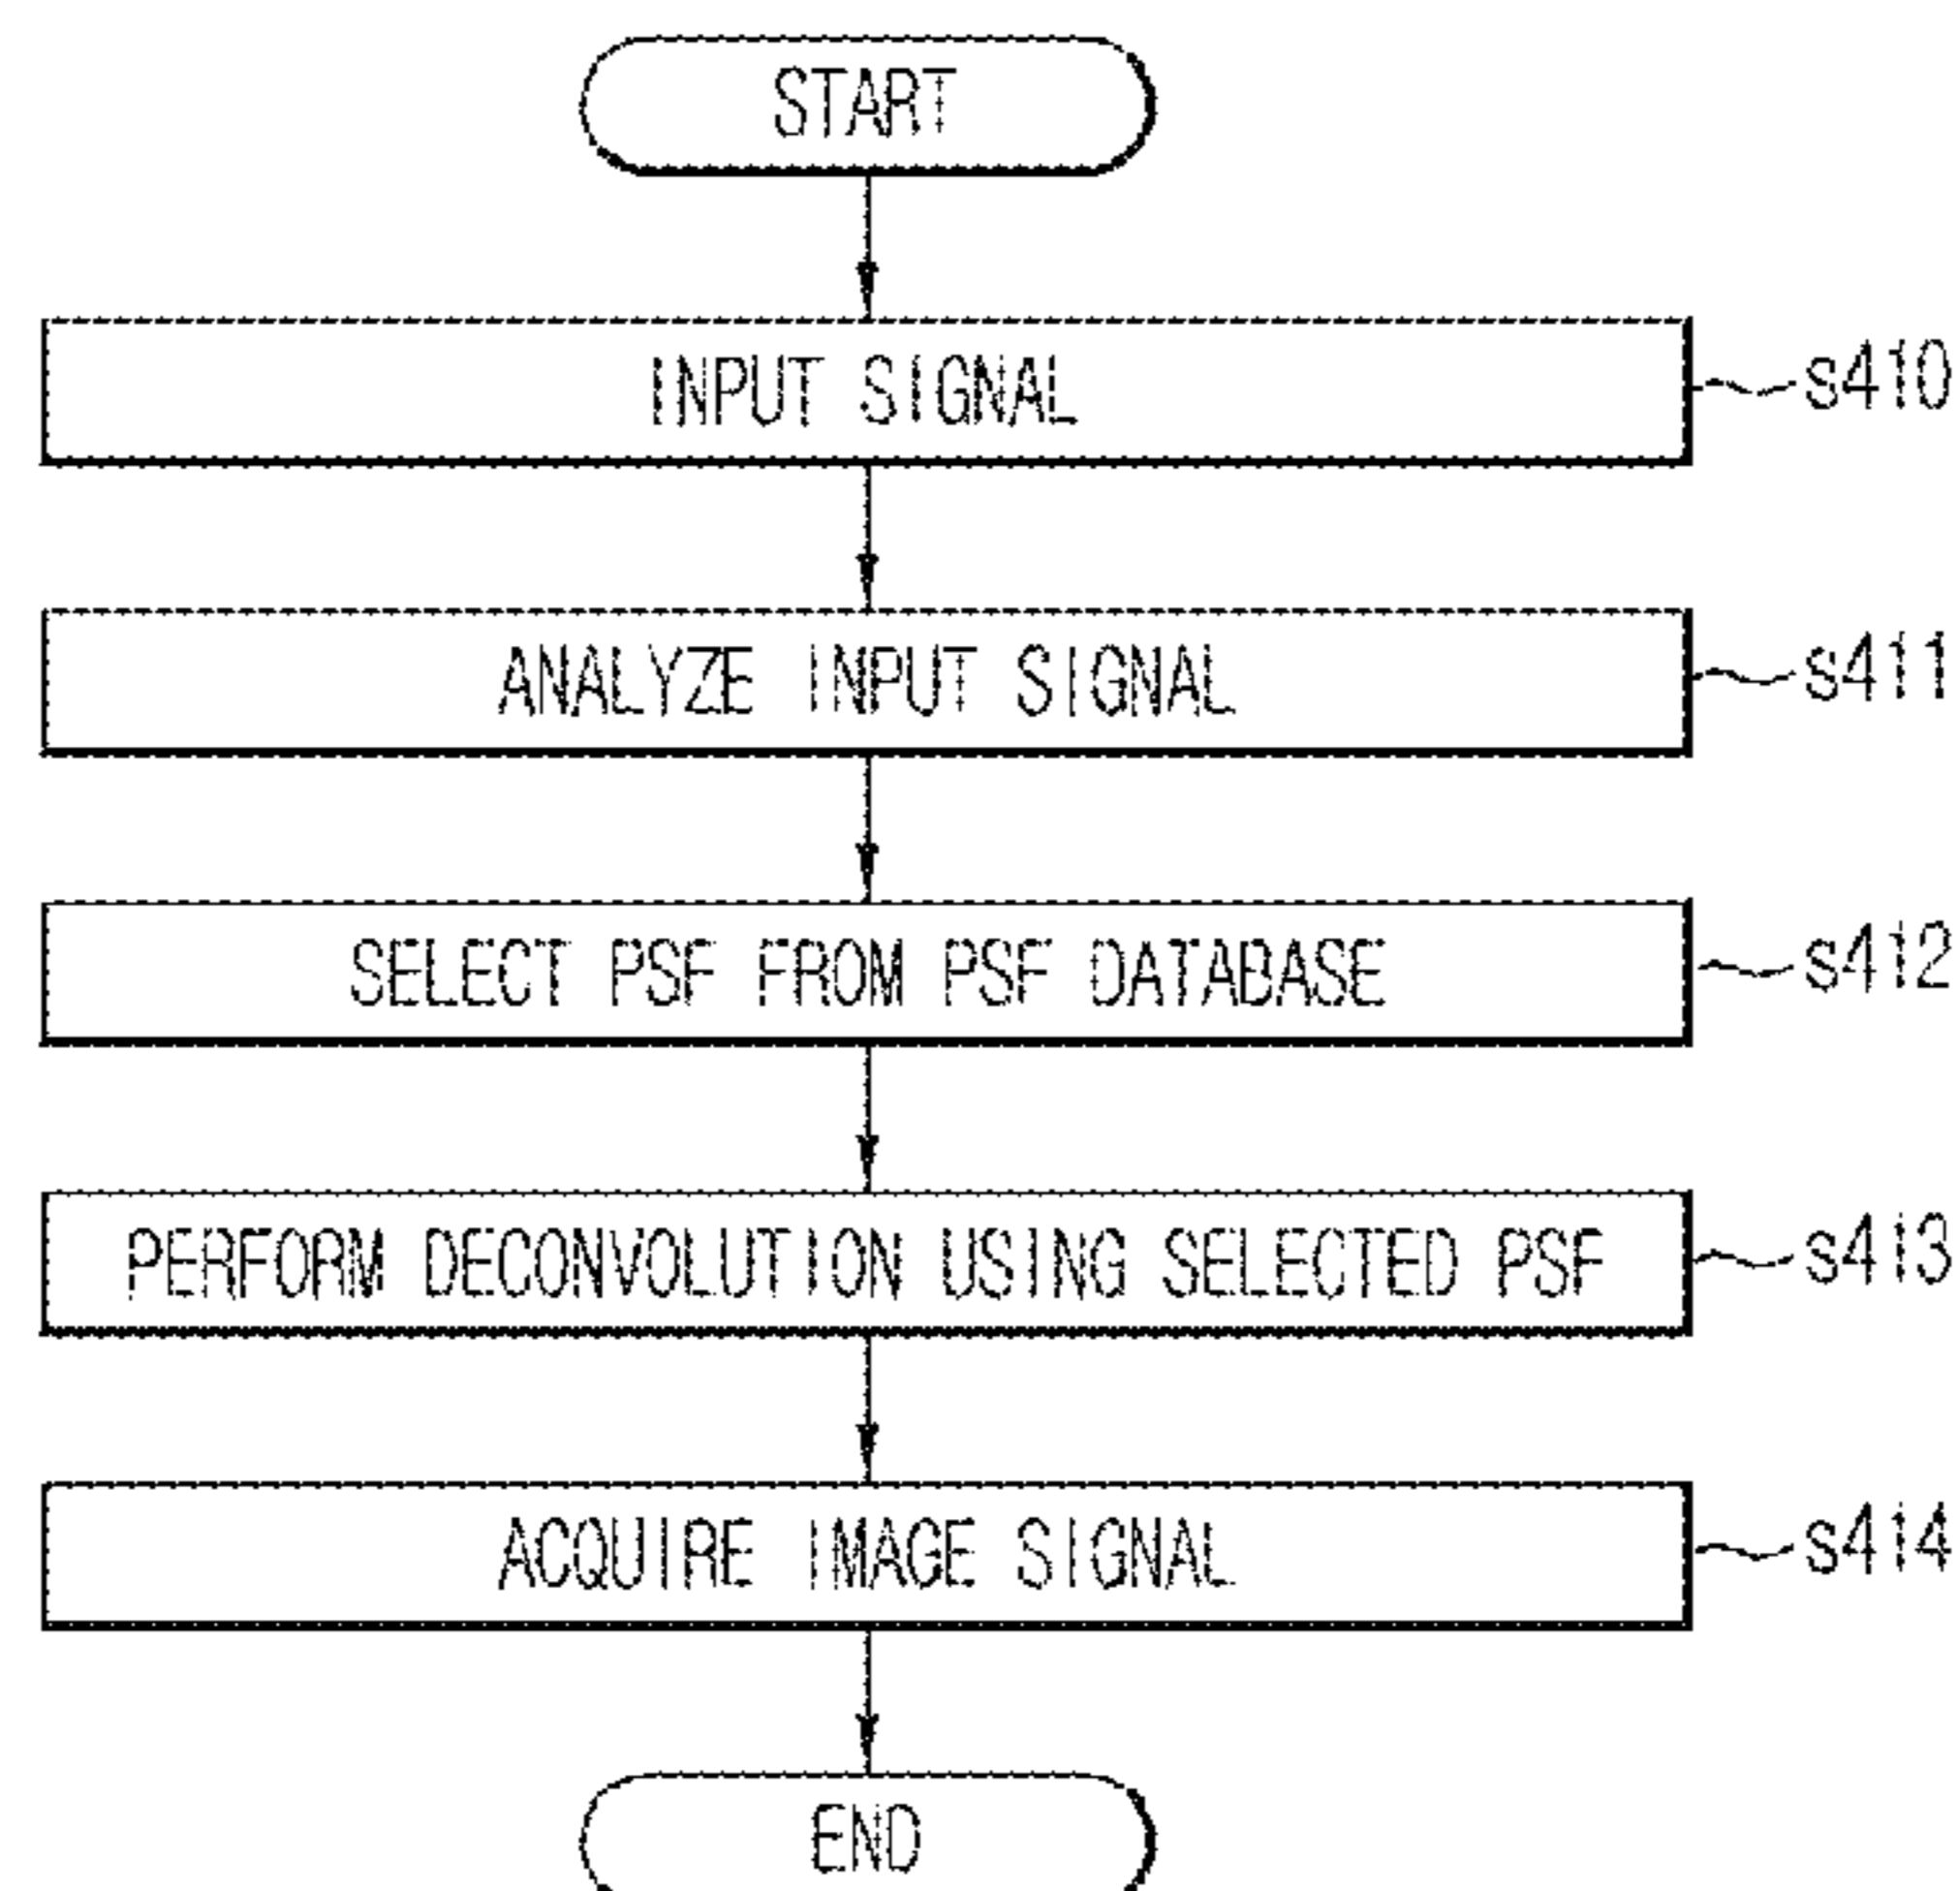 START
INPUT SIGNAL
s410
ANALYZE INPUT SIGNAL
s411
SELECT PSF FROM PSF DATABASE
s412
PERFORM DECONVOLUTION USING SELECTED PSF
s413
ACQUIRE IMAGE SIGNAL
s414
END